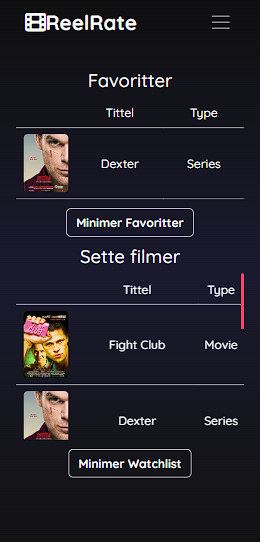 ReelRate
Favoritter
Tittel Type
Dexter Series
Minimer Favoritter
Sette filmer
Tittel Type
Fight Club Movie
Dexter Series
Minimer Watchlist